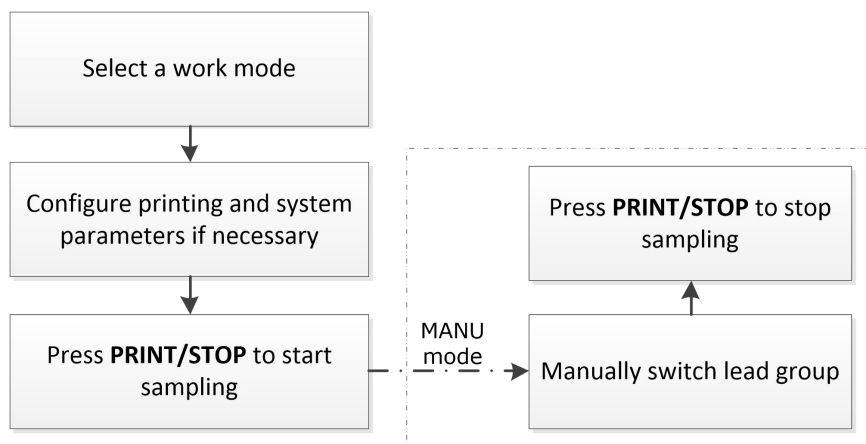 Select a work mode
Configure printing and system
parameters if necessary
Press PRINT/STOP to start
sampling
MANU
mode
Manually switch lead group
Press PRINT/STOP to stop
sampling